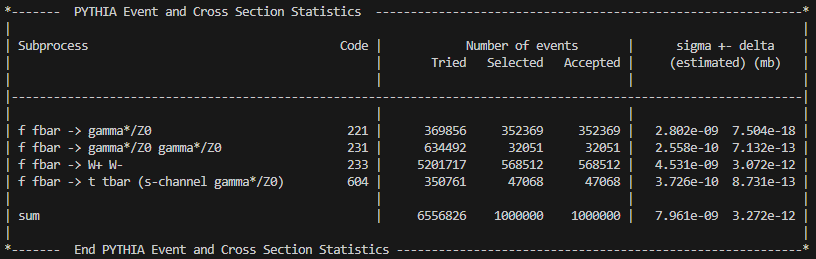 *------- PYTHIA Event and Cross Section Statistics -------------------------------------------------------------*
| |
| Subprocess Code | Number of events | sigma +- delta |
| | Tried Selected Accepted | (estimated) (mb) |
| | | |
|-----------------------------------------------------------------------------------------------------------------|
| | | |
| f fbar -> gamma*/Z0 221 | 369856 352369 352369 | 2.802e-09 7.504e-18 |
| f fbar -> gamma*/Z0 gamma*/Z0 231 | 634492 32051 32051 | 2.558e-10 7.132e-13 |
| f fbar -> W+ W- 233 | 5201717 568512 568512 | 4.531e-09 3.072e-12 |
| f fbar -> t tbar (s-channel gamma*/Z0) 604 | 350761 47068 47068 | 3.726e-10 8.731e-13 |
| | | |
| sum | 6556826 1000000 1000000 | 7.961e-09 3.272e-12 |
| |
*------- End PYTHIA Event and Cross Section Statistics ----------------------------------------------------------*